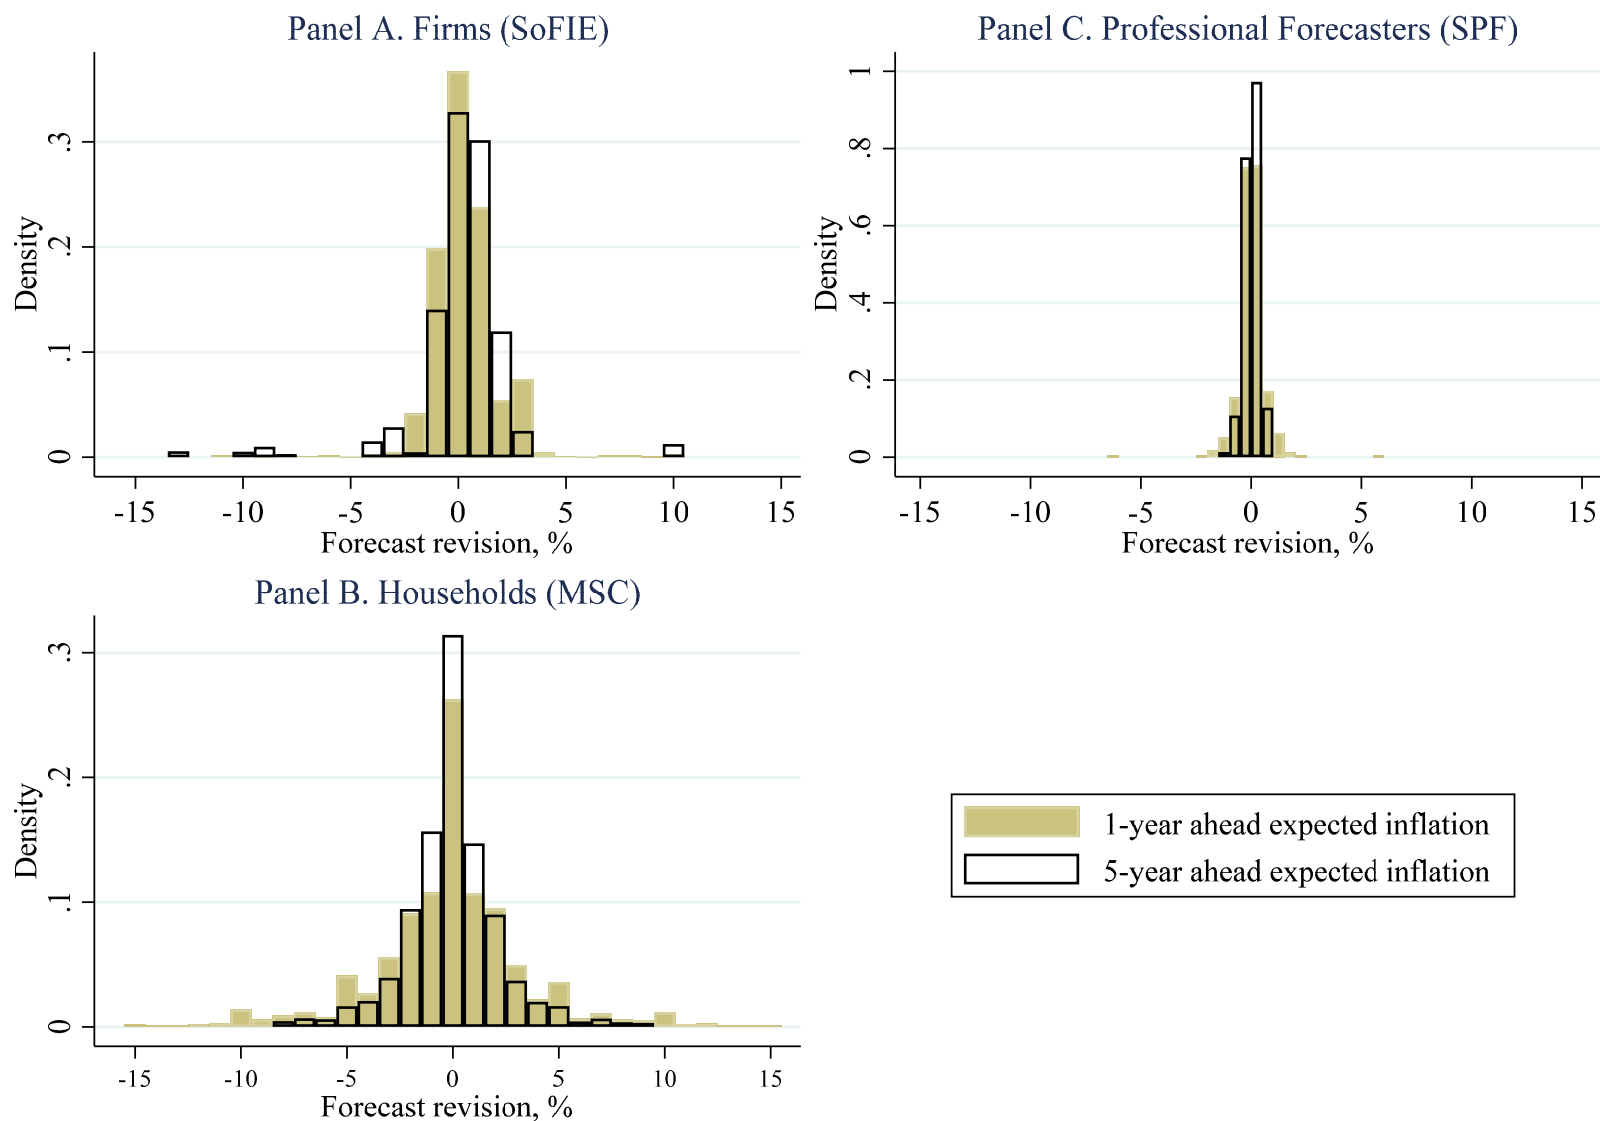 Panel A. Firms (SoFIE)
Density
0 .1 .2 .3
-15 -10 -5 0 5 10 15
Forecast revision, %
Panel C. Professional Forecasters (SPF)
Density
0 .2 .4 .6 .8 1
-15 -10 -5 0 5 10 15
Forecast revision, %
Panel B. Households (MSC)
Density
0 .1 .2 .3
-15 -10 -5 0 5 10 15
Forecast revision, %
1-year ahead expected inflation
5-year ahead expected inflation